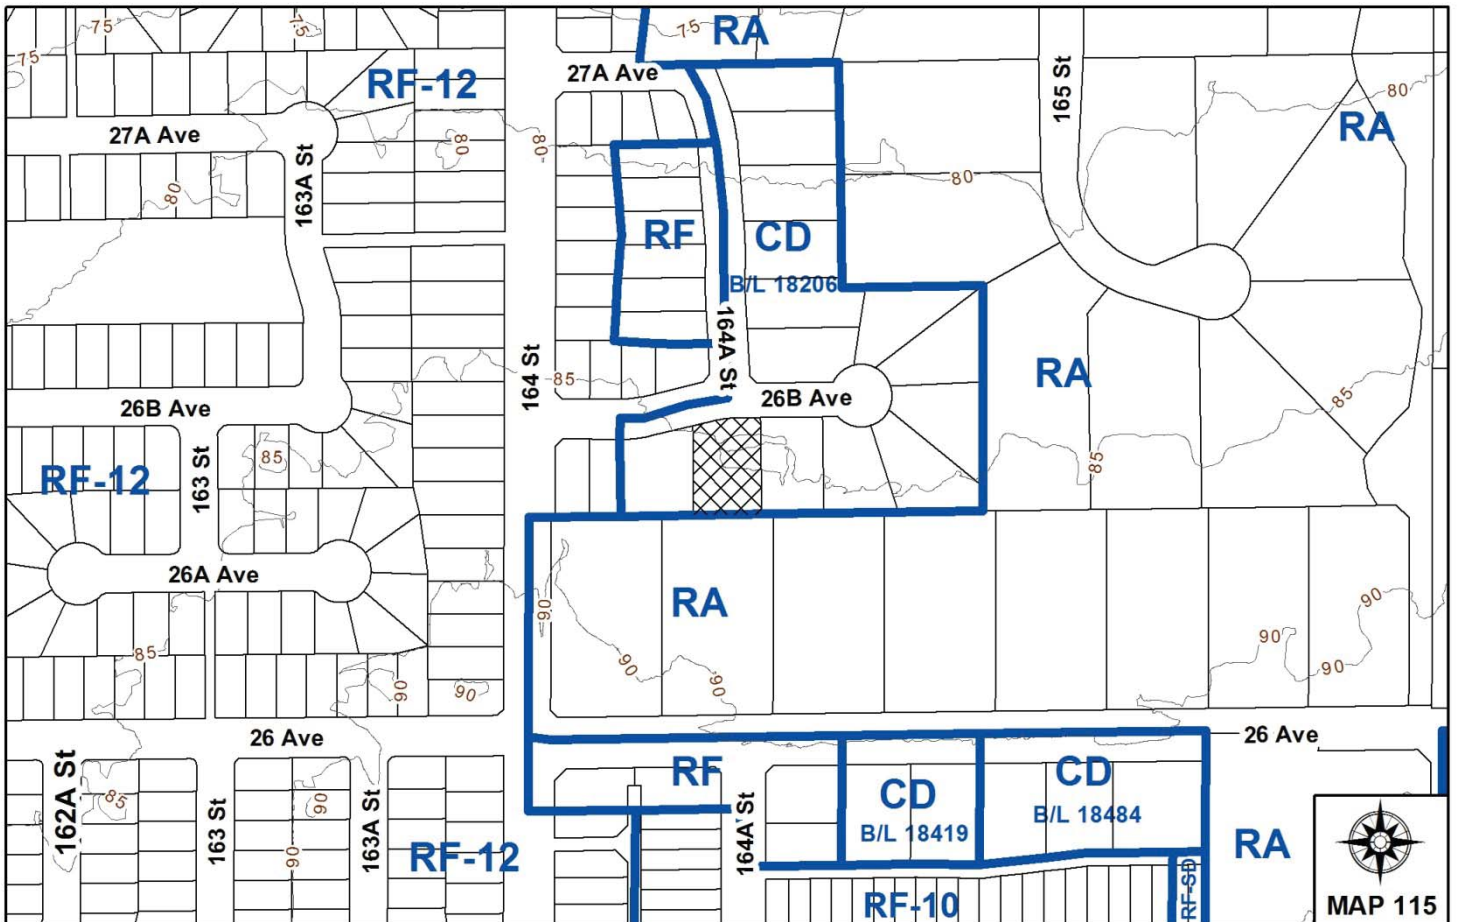 75
75
75
RA
75
RF-12
27A Ave
165 St
80
RA
27A Ave
80
80
163A St
80
80
RF
CD
B/L 18206
164A St
164 St
85
26B Ave
RA
85
26B Ave
163 St
85
RF-12
85
26A Ave
90
RA
90
90
90
90
90
85
90
90
26 Ave
26 Ave
162A St
85
163 St
90
90
163A St
RF-12
RF
164A St
CD
B/L 18419
CD
B/L 18484
RA
RF-10
RF-SD
MAP 115